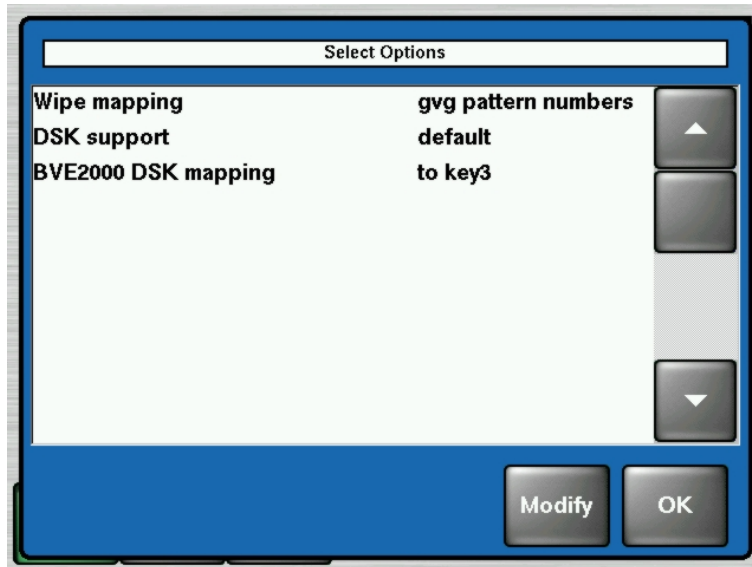 Select Options
Wipe mapping gvg pattern numbers
DSK support default
BVE2000 DSK mapping to key3
Modify OK